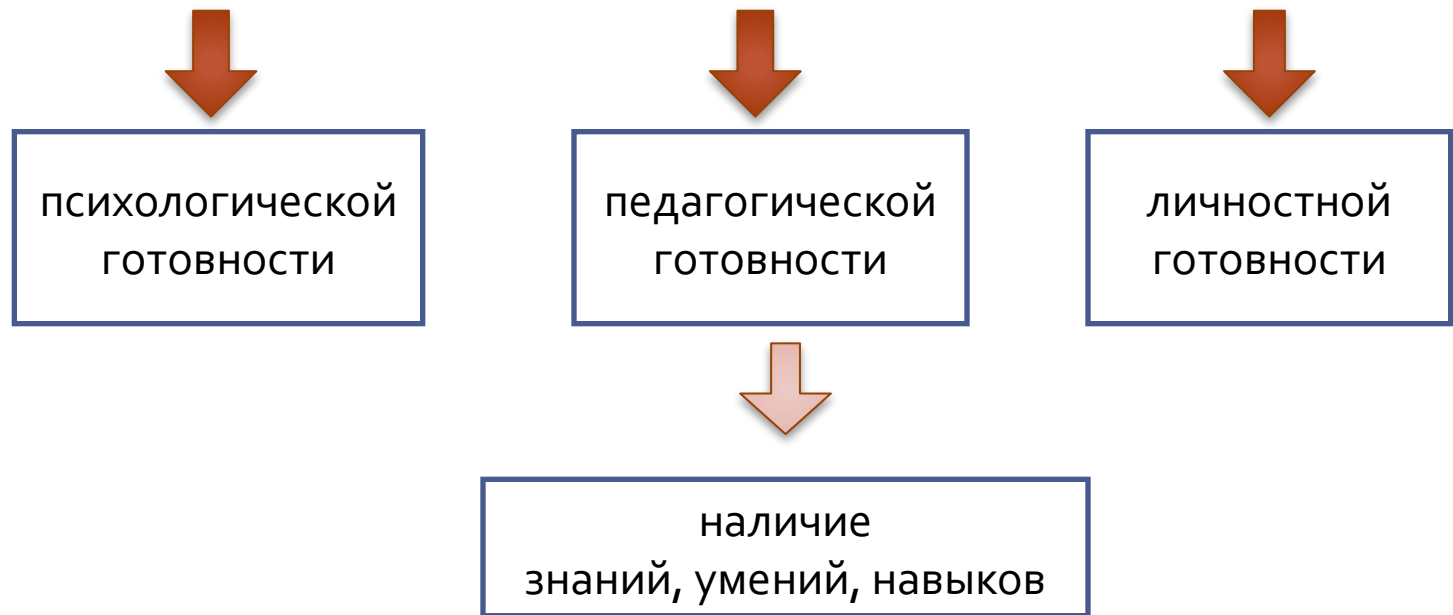 психологической
готовности
педагогической
готовности
личностной
готовности
наличие
знаний, умений, навыков